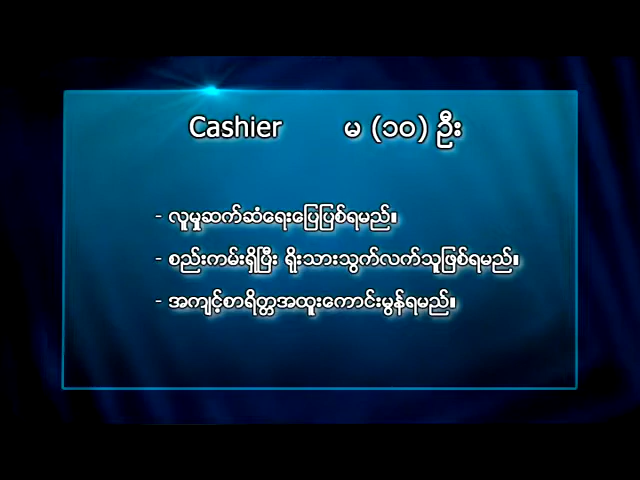 Cashier မ (၁၀) ဦး
- လူမှုဆက်ဆံရေးပြေပြစ်ရမည်။
- စည်းကမ်းရှိပြီး ရိုးသားသွက်လက်သူဖြစ်ရမည်။
- အကျင့်စာရိတ္တအထူးကောင်းမွန်ရမည်။